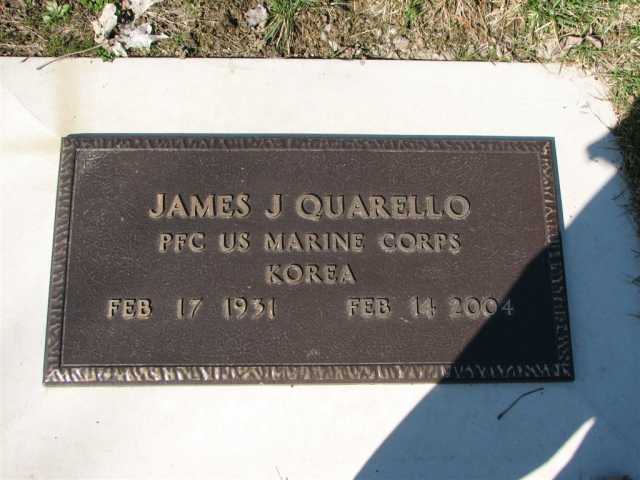 JAMES J QUARELLO
PFC US MARINE CORPS
KOREA
FEB 17 1931 FEB 14 2004